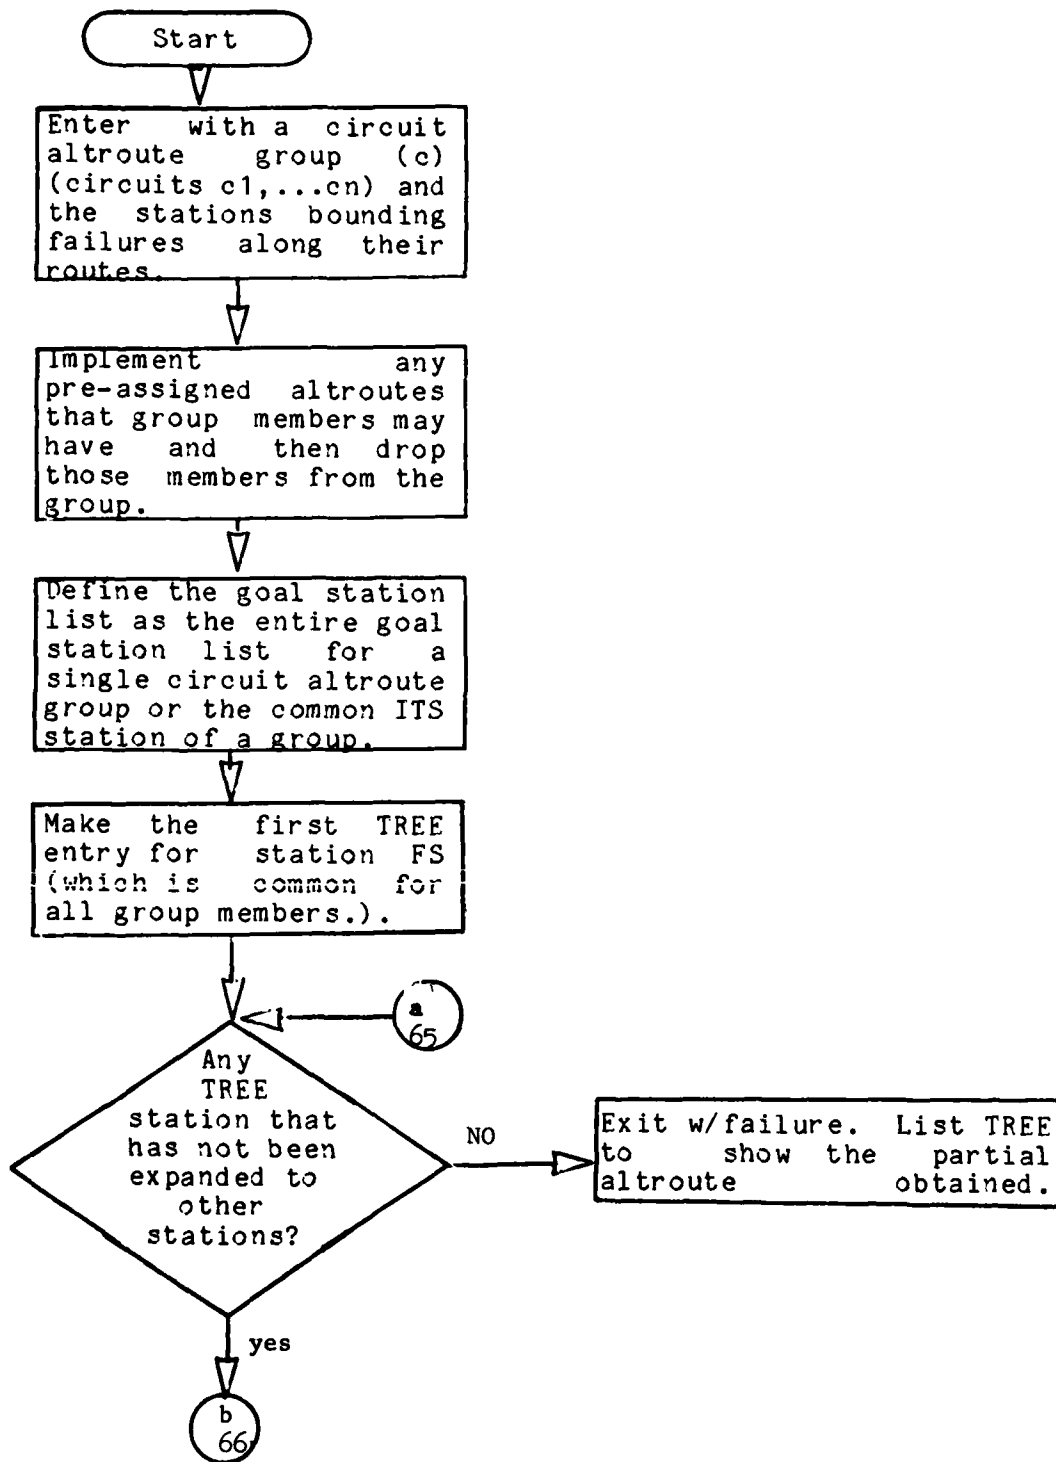 Start
Enter with a circuit
altroute group (c)
(circuits c1,...cn) and
the stations bounding
failures along their
routes.
Implement any
pre-assigned altroutes
that group members may
have and then drop
those members from the
group.
Define the goal station
list as the entire goal
station list for a
single circuit altroute
group or the common ITS
station of a group.
Make the first TREE
entry for station FS
(which is common for
all group members.).
a
65
Any
TREE
station that
has not been
expanded to
other
stations?
NO
Exit w/failure. List TREE
to show the partial
altroute obtained.
yes
b
66